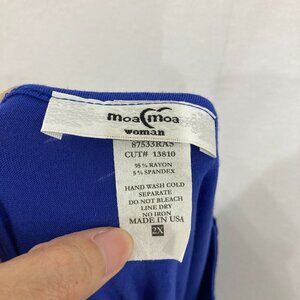 moa moa
woman
87533RAS
CUT# 13810
95% RAYON
5% SPANDEX
HAND WASH COLD
SEPARATE
DO NOT BLEACH
LINE DRY
NO IRON
MADE IN USA
2X